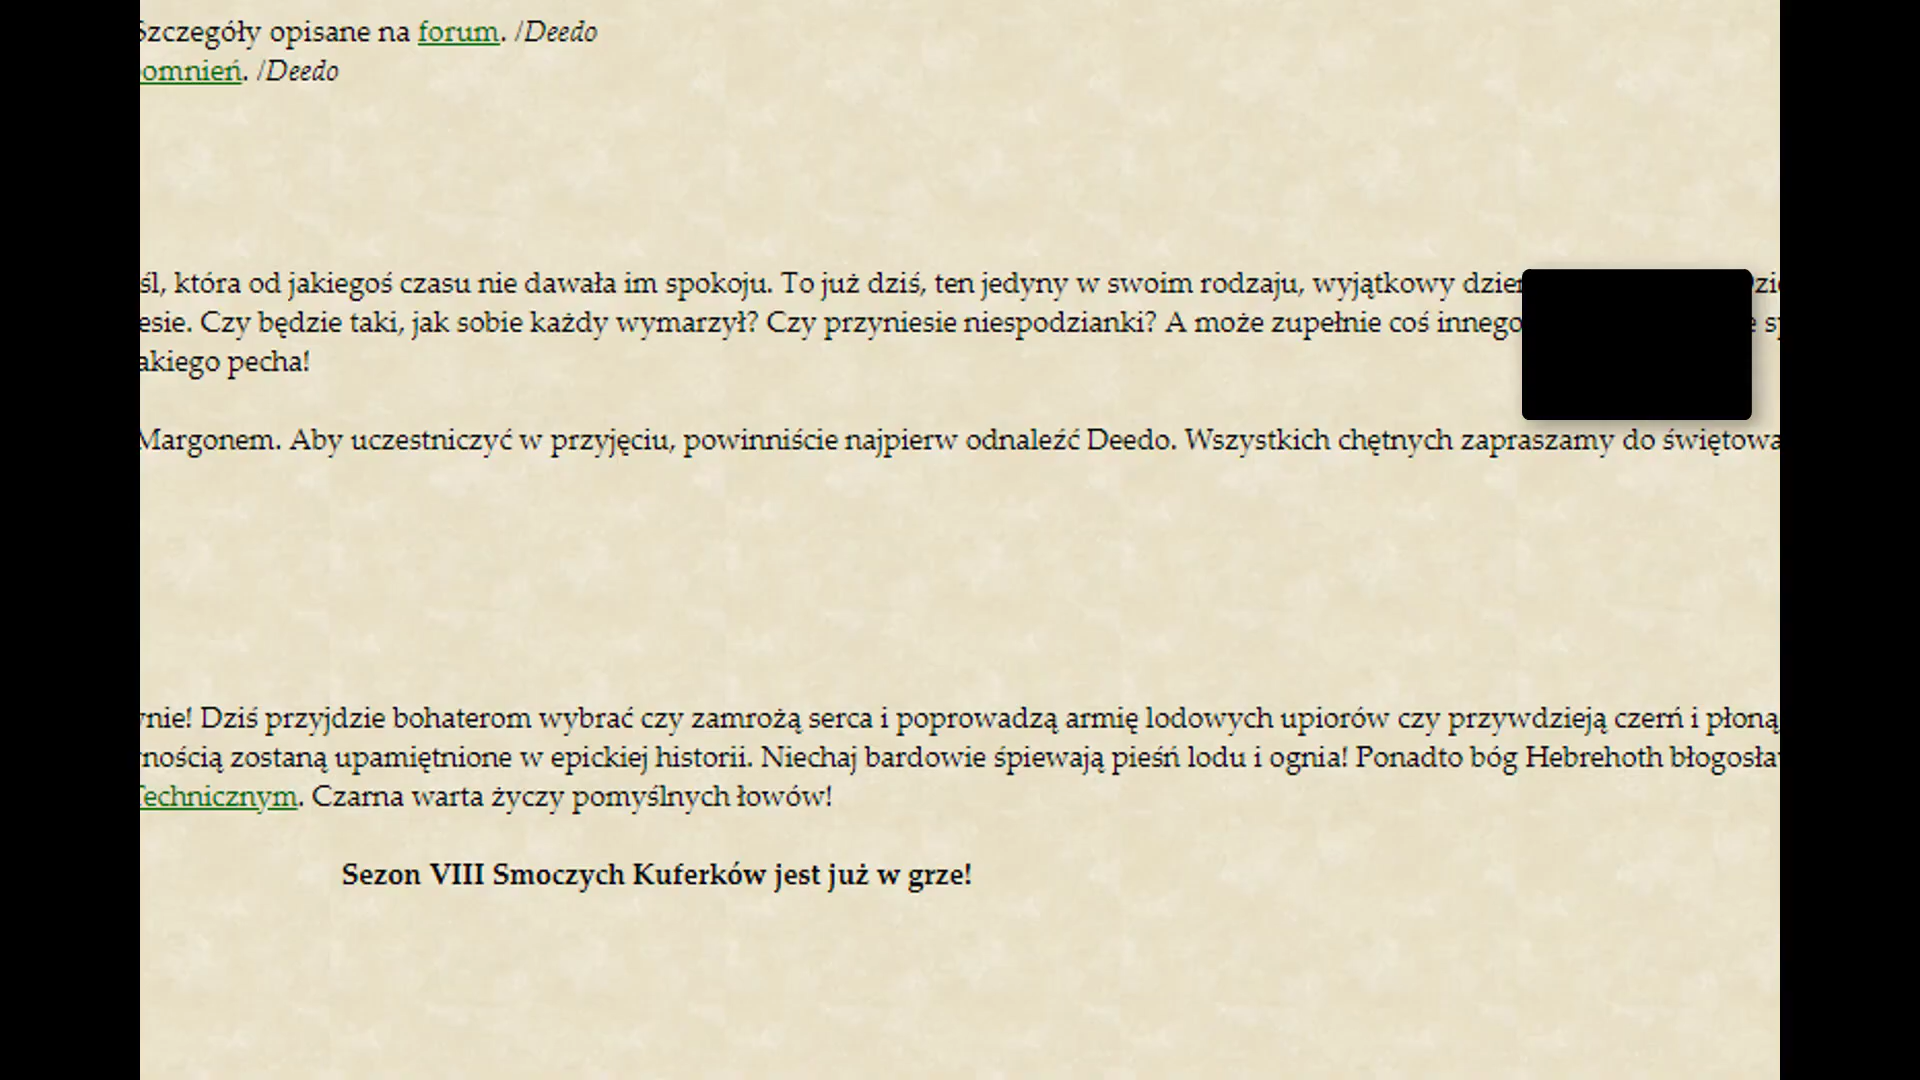 Szczegóły opisane na forum. /Deedo
pomnień. /Deedo
śl, która od jakiegoś czasu nie dawała im spokoju. To już dziś, ten jedyny w swoim rodzaju, wyjątkowy
esie. Czy będzie taki, jak sobie każdy wymarzył? Czy przyniesie niespodzianki? A może zupełnie coś innego
akiego pecha!
Margonem. Aby uczestniczyć w przyjęciu, powinniście najpierw odnaleźć Deedo. Wszystkich chętnych zapraszamy do świętowa
nie! Dziś przyjdzie bohaterom wybrać czy zamrożą serca i poprowadzą armię lodowych upiorów czy przywdzieją czerń i płoną
nością zostaną upamiętnione w epickiej historii. Niechaj bardowie śpiewają pieśń lodu i ognia! Ponadto bóg Hebrehoth błogosła
Technicznym. Czarna warta życzy pomyślnych łowów!
Sezon VIII Smoczych Kuferków jest już w grze!